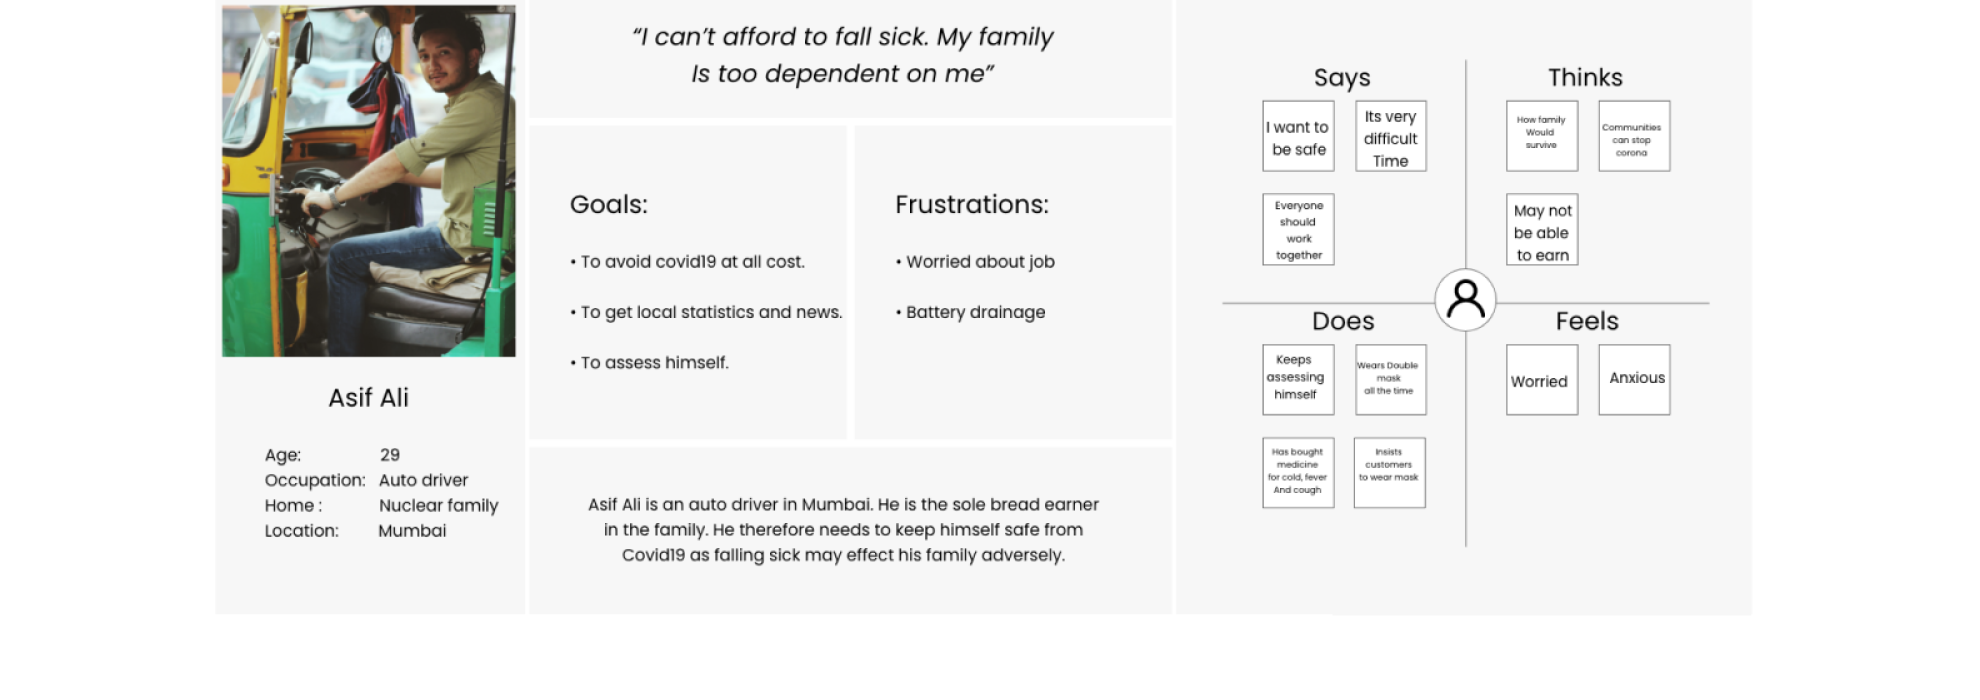 “I can’t afford to fall sick. My family
Is too dependent on me”
Asif Ali
Age: 29
Occupation: Auto driver
Home : Nuclear family
Location: Mumbai
Goals:
• To avoid covid19 at all cost.
• To get local statistics and news.
• To assess himself.
Frustrations:
• Worried about job
• Battery drainage
Asif Ali is an auto driver in Mumbai. He is the sole bread earner
in the family. He therefore needs to keep himself safe from
Covid19 as falling sick may effect his family adversely.
Says
I want to
be safe
Its very
difficult
Time
Everyone
should
work
together
Thinks
How family
Would
survive
Communities
can stop
corona
May not
be able
to earn
Does
Keeps
assessing
himself
Wears Double
mask
all the time
Has bought
medicine
for cold, fever
And cough
Insists
customers
to wear mask
Feels
Worried
Anxious